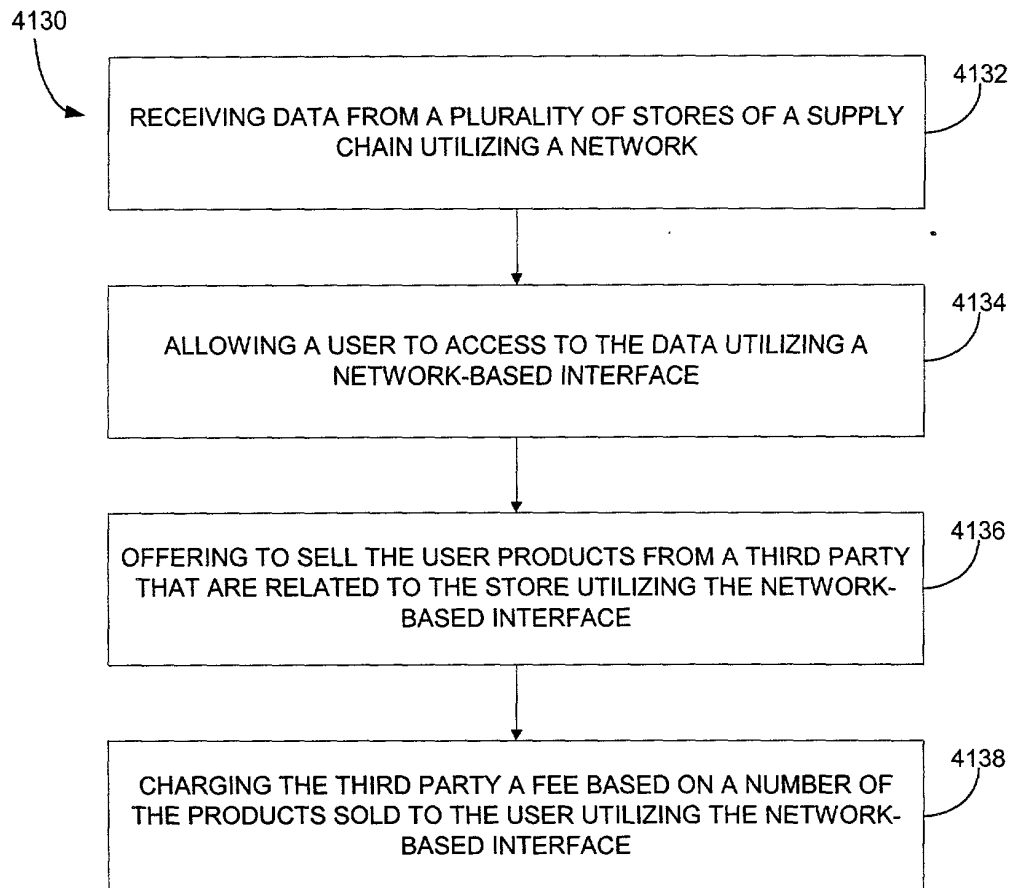 4130
4132
RECEIVING DATA FROM A PLURALITY OF STORES OF A SUPPLY
CHAIN UTILIZING A NETWORK
4134
ALLOWING A USER TO ACCESS TO THE DATA UTILIZING A
NETWORK-BASED INTERFACE
4136
OFFERING TO SELL THE USER PRODUCTS FROM A THIRD PARTY
THAT ARE RELATED TO THE STORE UTILIZING THE NETWORK-
BASED INTERFACE
4138
CHARGING THE THIRD PARTY A FEE BASED ON A NUMBER OF
THE PRODUCTS SOLD TO THE USER UTILIZING THE NETWORK-
BASED INTERFACE